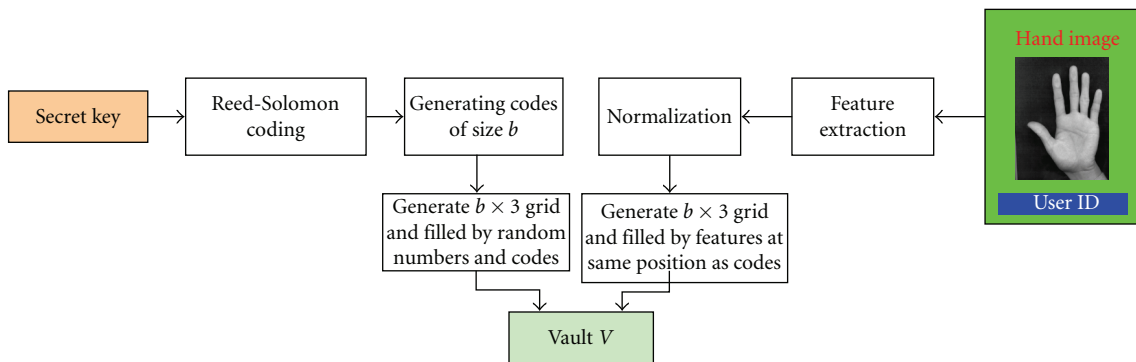 Hand image
User ID
Secret key
Reed-Solomon
coding
Generating codes
of size b
Normalization
Feature
extraction
Generate b × 3 grid
and filled by random
numbers and codes
Generate b × 3 grid
and filled by features at
same position as codes
Vault V